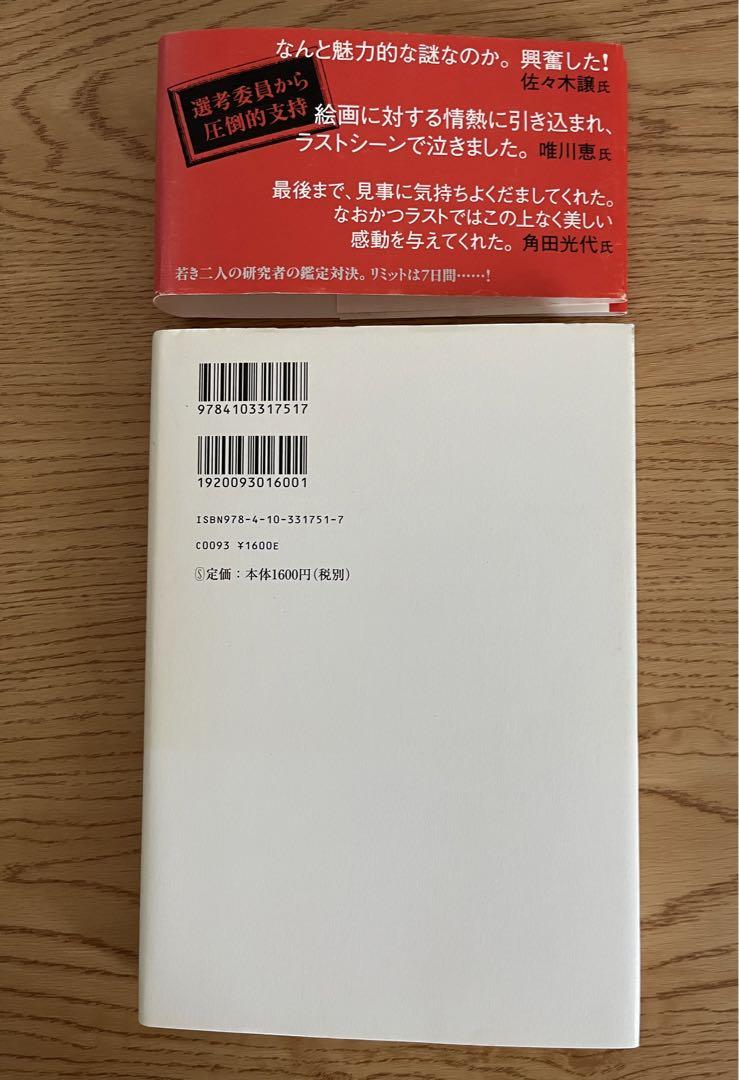 なんと魅力的な謎なのか。興奮した!
佐々木譲氏
選考委員から
圧倒的支持
絵画に対する情熱に引き込まれ、
ラストシーンで泣きました。 唯川恵氏
最後まで、見事に気持ちよくだましてくれた。
なおかつラストではこの上なく美しい
感動を与えてくれた。 角田光代氏
若き二人の研究者の鑑定対決。リミットは7日間……!
9784103317517
1920093016001
ISBN978-4-10-331751-7
C0093 ¥1600E
Ⓢ定価:本体1600円(税別)